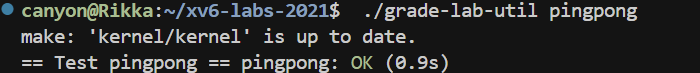 canyon@Rikka:~/xv6-labs-2021$ ./grade-lab-util pingpong
make: 'kernel/kernel' is up to date.
== Test pingpong == pingpong: OK (0.9s)